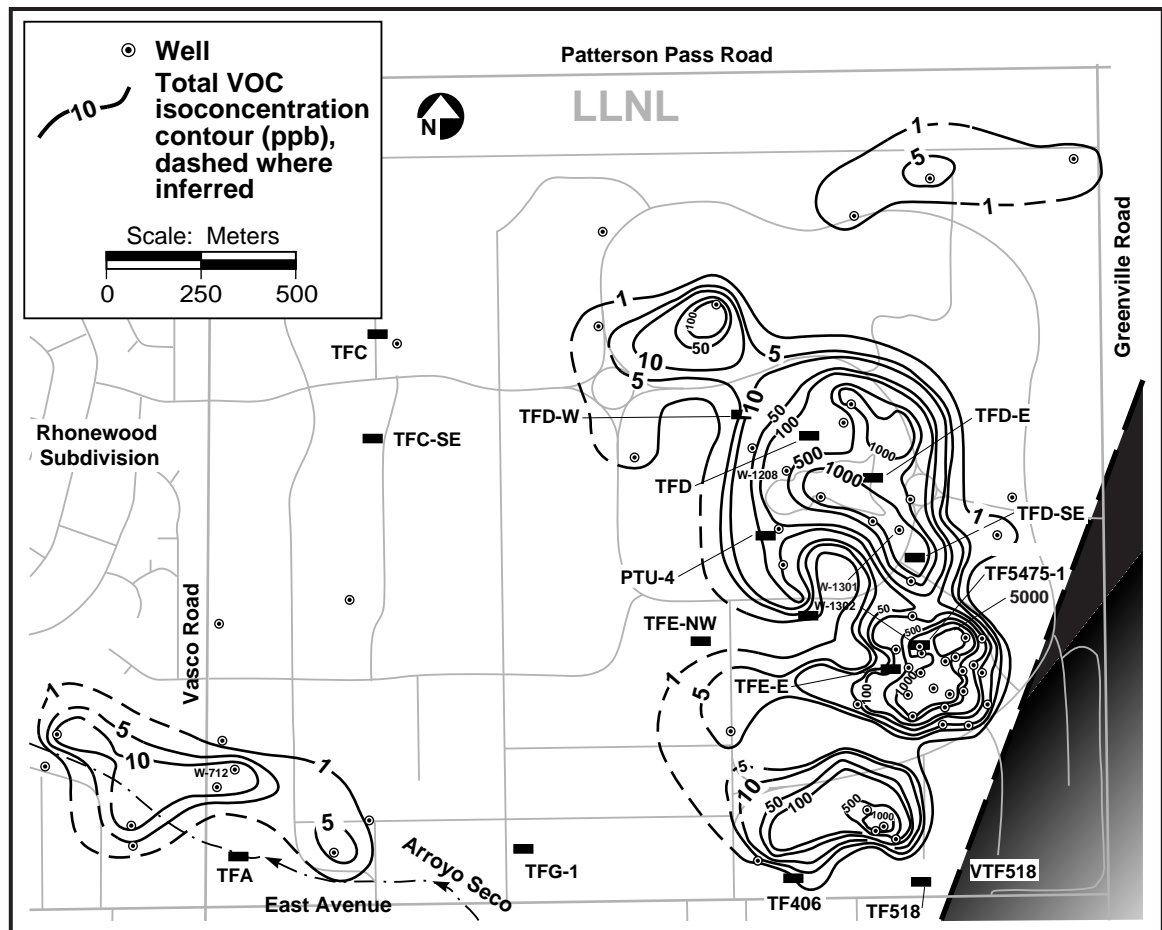 Well
Total VOC
isoconcentration
contour (ppb),
dashed where
inferred
10
Scale: Meters
0 250 500
Patterson Pass Road
LLNL
N
1
5
1
Greenville Road
1
100
50
10
5
5
TFC
TFD-W
10
50
100
TFD-E
TFC-SE
Rhonewood
Subdivision
1000
500
1000
W-1208
TFD
TFD-SE
1
PTU-4
TF5475-1
W-1301
5000
W-1302
50
500
TFE-NW
Vasco Road
1
5
TFE-E
100
1000
1
5
10
W-712
1
5
10
50
100
500
1000
5
TFA
Arroyo Seco
TFG-1
VTF518
East Avenue
TF406
TF518